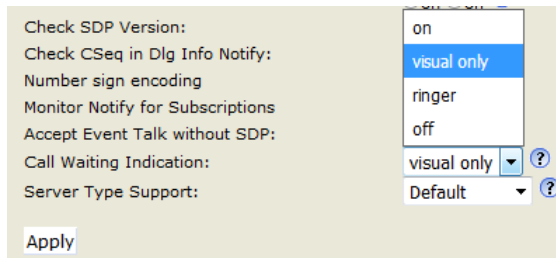 Check SDP Version:
on
Check CSeq in Dlg Info Notify:
visual only
Number sign encoding
ringer
Monitor Notify for Subscriptions
Accept Event Talk without SDP:
off
Call Waiting Indication:
visual only ?
Server Type Support:
Default ?
Apply